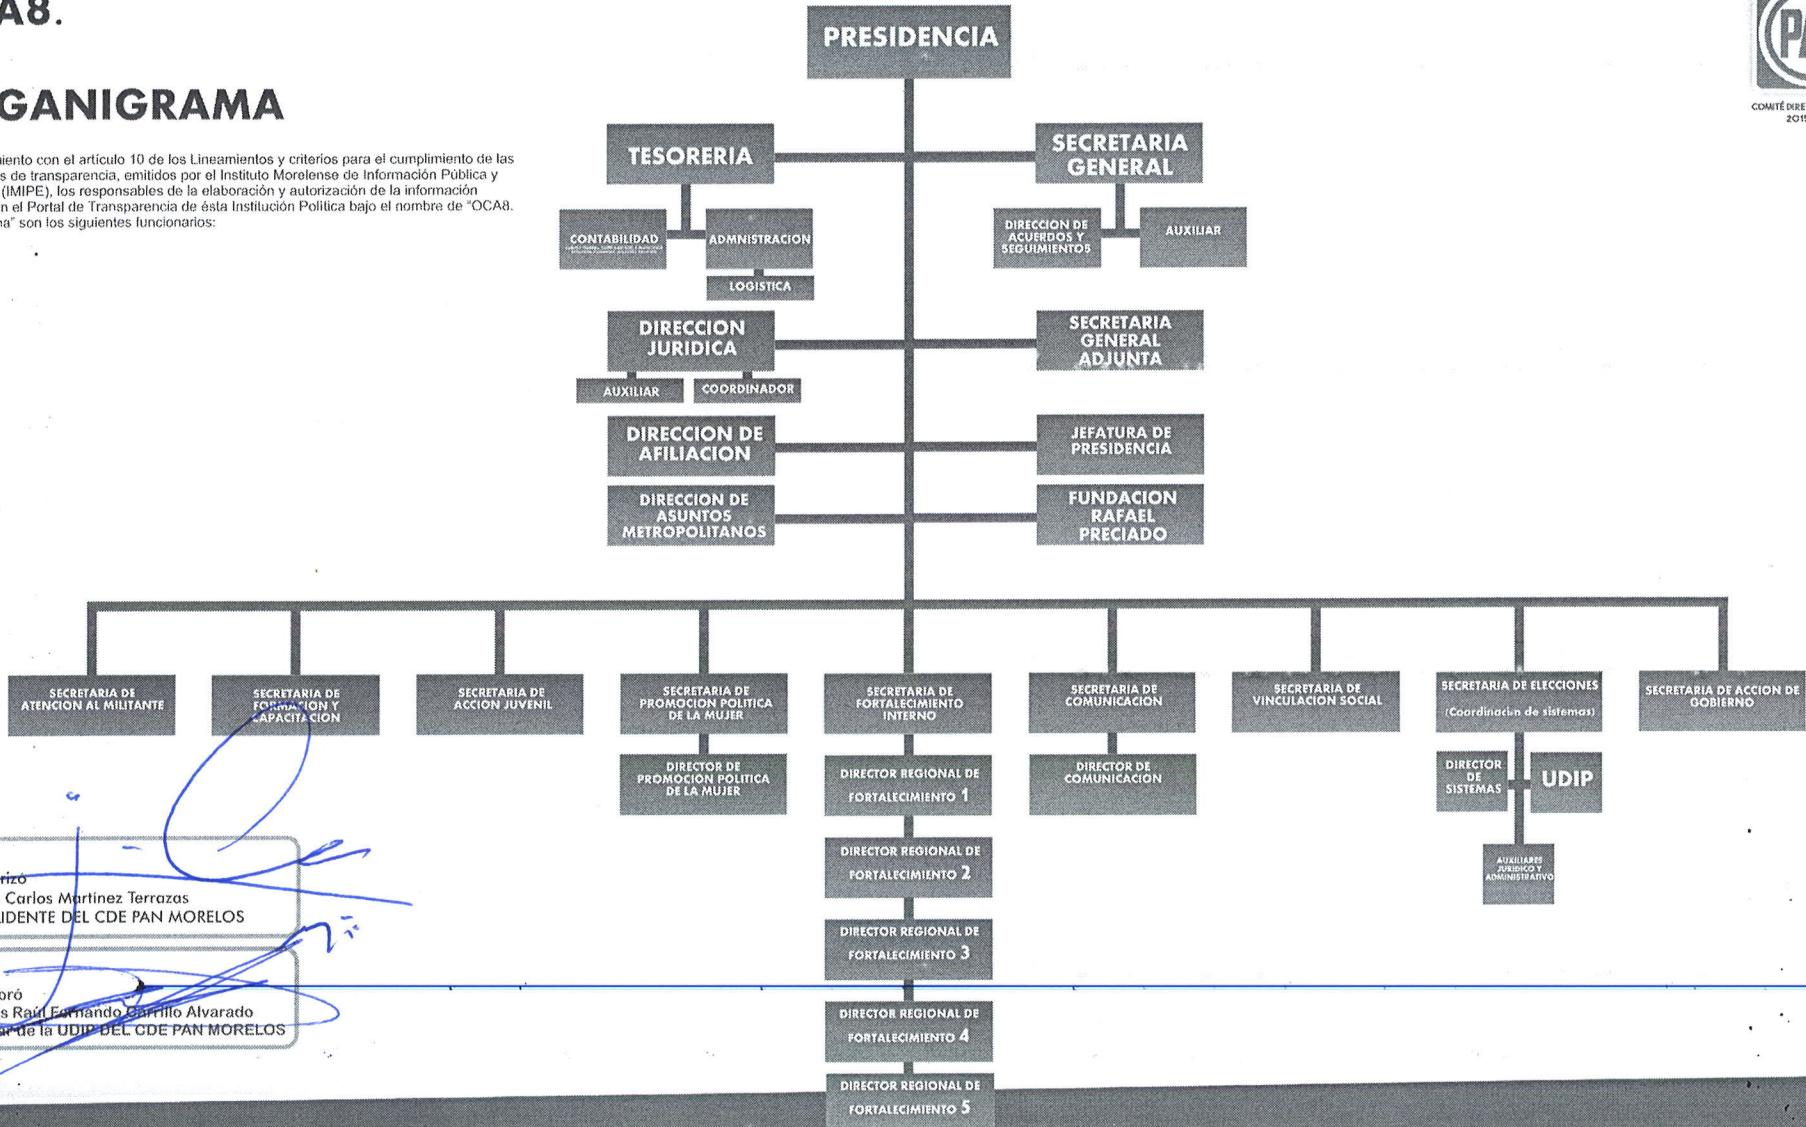 A8.
GANIGRAMA
iento con el artículo 10 de los Lineamientos y criterios para el cumplimiento de las
s de transparencia, emitidos por el Instituto Morelense de Información Pública y
(IMIPE), los responsables de la elaboración y autorización de la información
n el Portal de Transparencia de ésta Institución Política bajo el nombre de "OCA8.
na" son los siguientes funcionarios:
PRESIDENCIA
PA
COMITÉ DIRE
2015
TESORERIA
SECRETARIA
GENERAL
CONTABILIDAD
ADMNISTRACION
LOGISTICA
DIRECCION DE
ACUERDOS Y
SEGUIMIENTOS
AUXILIAR
DIRECCION
JURIDICA
AUXILIAR
COORDINADOR
SECRETARIA
GENERAL
ADJUNTA
DIRECCION DE
AFILIACION
JEFATURA DE
PRESIDENCIA
DIRECCION DE
ASUNTOS
METROPOLITANOS
FUNDACION
RAFAEL
PRECIADO
SECRETARIA DE
ATENCION AL MILITANTE
SECRETARIA DE
FORMACION Y
CAPACITACION
SECRETARIA DE
ACCION JUVENIL
SECRETARIA DE
PROMOCION POLITICA
DE LA MUJER
SECRETARIA DE
FORTALECIMIENTO
INTERNO
SECRETARIA DE
COMUNICACION
SECRETARIA DE
VINCULACION SOCIAL
SECRETARIA DE ELECCIONES
(Coordinacion de sistemas)
SECRETARIA DE ACCION DE
GOBIERNO
DIRECTOR DE
PROMOCION POLITICA
DE LA MUJER
DIRECTOR REGIONAL DE
FORTALECIMIENTO 1
DIRECTOR DE
COMUNICACION
DIRECTOR
DE
SISTEMAS
UDIP
DIRECTOR REGIONAL DE
FORTALECIMIENTO 2
AUXILIARES
JURIDICO Y
ADMINISTRATIVO
DIRECTOR REGIONAL DE
FORTALECIMIENTO 3
DIRECTOR REGIONAL DE
FORTALECIMIENTO 4
DIRECTOR REGIONAL DE
FORTALECIMIENTO 5
rizó
Carlos Martínez Terrazas
IDENTE DEL CDE PAN MORELOS
oró
s Raúl Fernando Carrillo Alvarado
ar de la UDIP DEL CDE PAN MORELOS